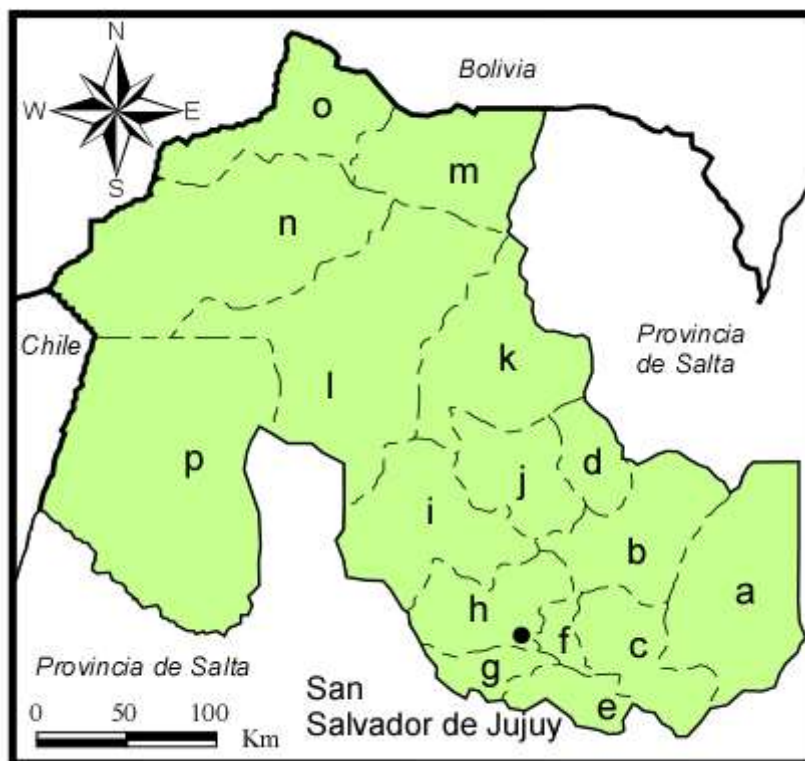 N
Bolivia
W
E
S
o
m
n
Provincia
de Salta
Chile
k
l
p
d
j
i
b
a
h
f
c
g
e
Provincia de Salta
San
Salvador de Jujuy
0 50 100
Km